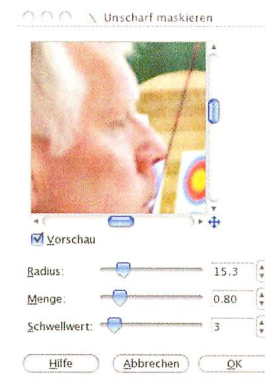 Unscharf maskieren
Vorschau
Radius: 15.3
Menge: 0.80
Schwellwert: 3
Hilfe Abbrechen OK